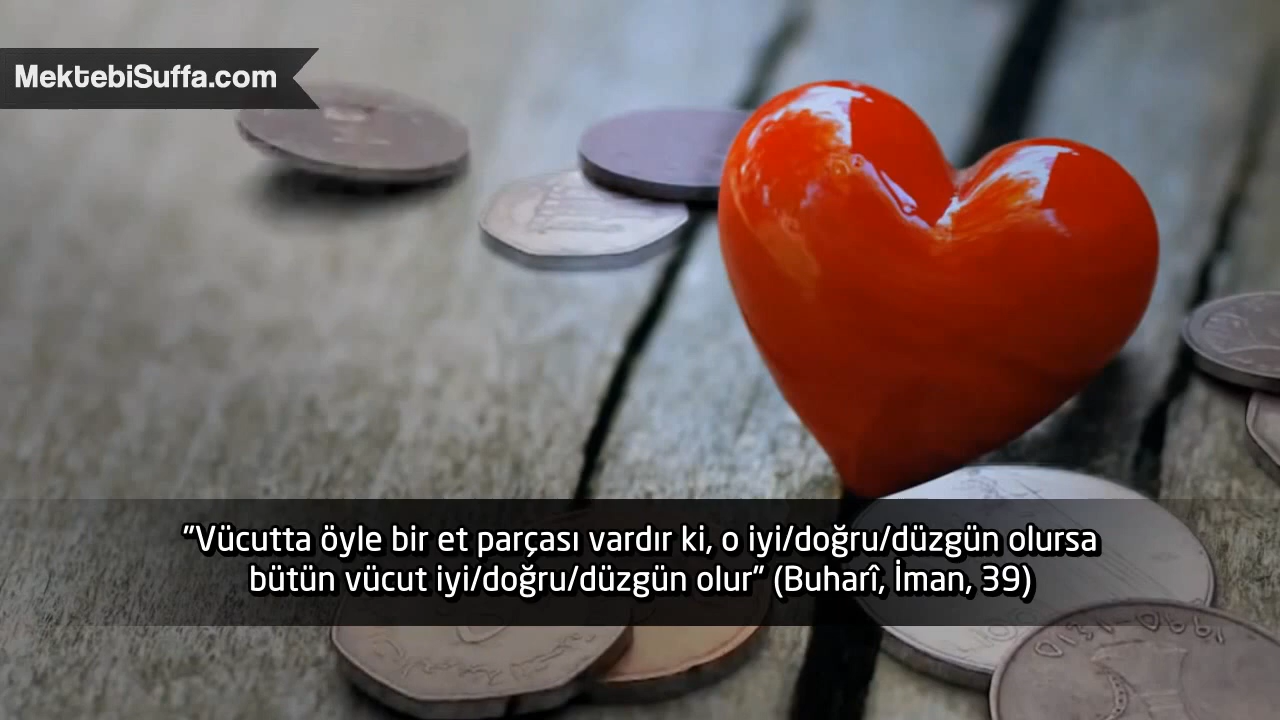 MektebiSuffa.com
"Vücutta öyle bir et parçası vardır ki, o iyi/doğru/düzgün olursa
bütün vücut iyi/doğru/düzgün olur" (Buharî, İman, 39)